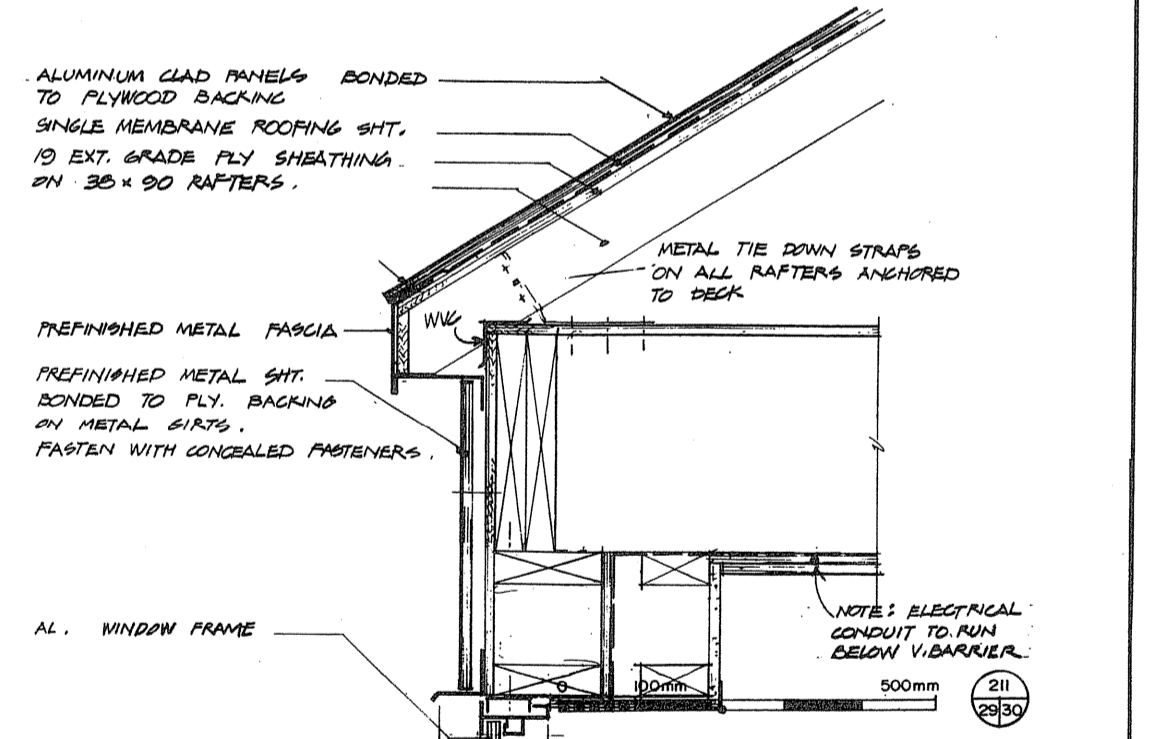 ALUMINUM CLAD PANELS BONDED
TO PLYWOOD BACKING
SINGLE MEMBRANE ROOFING SHT.
19 EXT. GRADE PLY SHEATHING
ON 38 x 90 RAFTERS.
METAL TIE DOWN STRAPS
ON ALL RAFTERS ANCHORED
TO DECK
WVC
PREFINISHED METAL FASCIA
PREFINISHED METAL SHT.
BONDED TO PLY. BACKING
ON METAL GIRTS.
FASTEN WITH CONCEALED FASTENERS.
NOTE: ELECTRICAL
CONDUIT TO RUN
BELOW V. BARRIER
AL. WINDOW FRAME
0 100mm 500mm
211
29 30